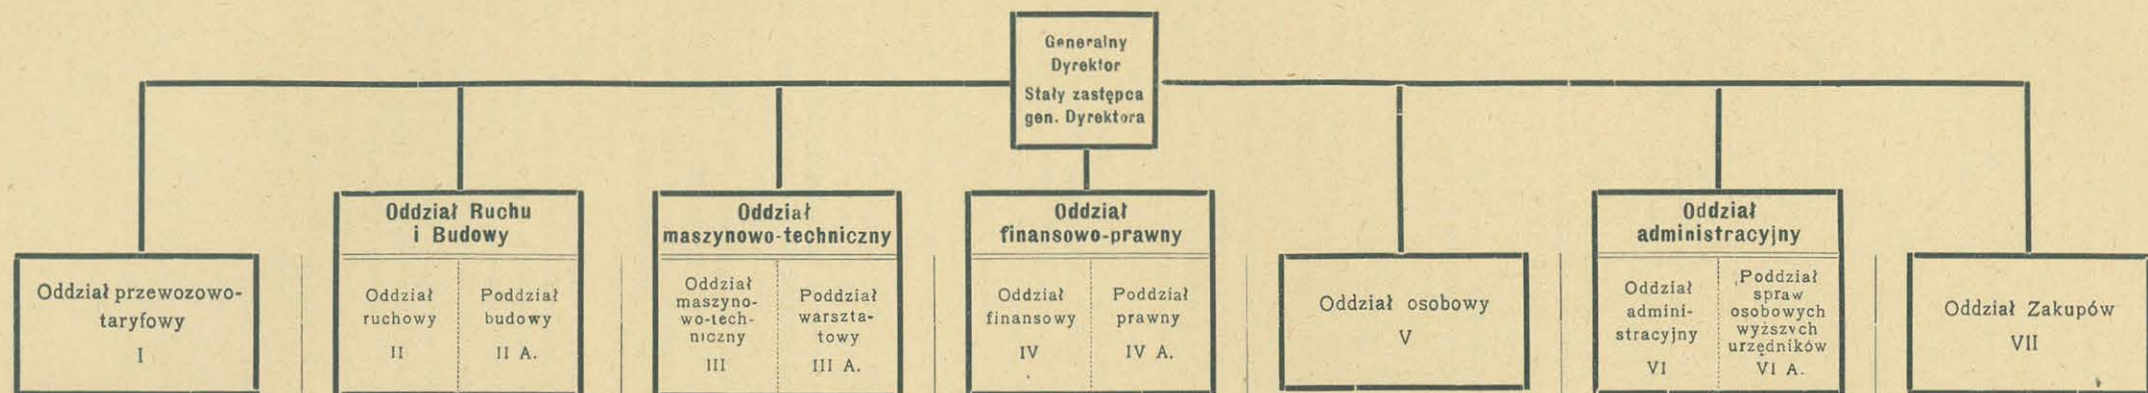 Generalny
Dyrektor
Stały zastępca
gen. Dyrektora
Oddział przewozowo-
taryfowy
I
Oddział Ruchu
i Budowy
Oddział
ruchowy
II
Poddział
budowy
II A.
Oddział
maszynowo-techniczny
Oddział
maszyno-
wo-tech-
niczny
III
Poddział
warszta-
towy
III A.
Oddział
finansowo-prawny
Oddział
finansowy
IV
Poddział
prawny
IV A.
Oddział osobowy
V
Oddział
administracyjny
Oddział
admini-
stracyjny
VI
Poddział
spraw
osobowych
wyższych
urzędników
VI A.
Oddział Zakupów
VII